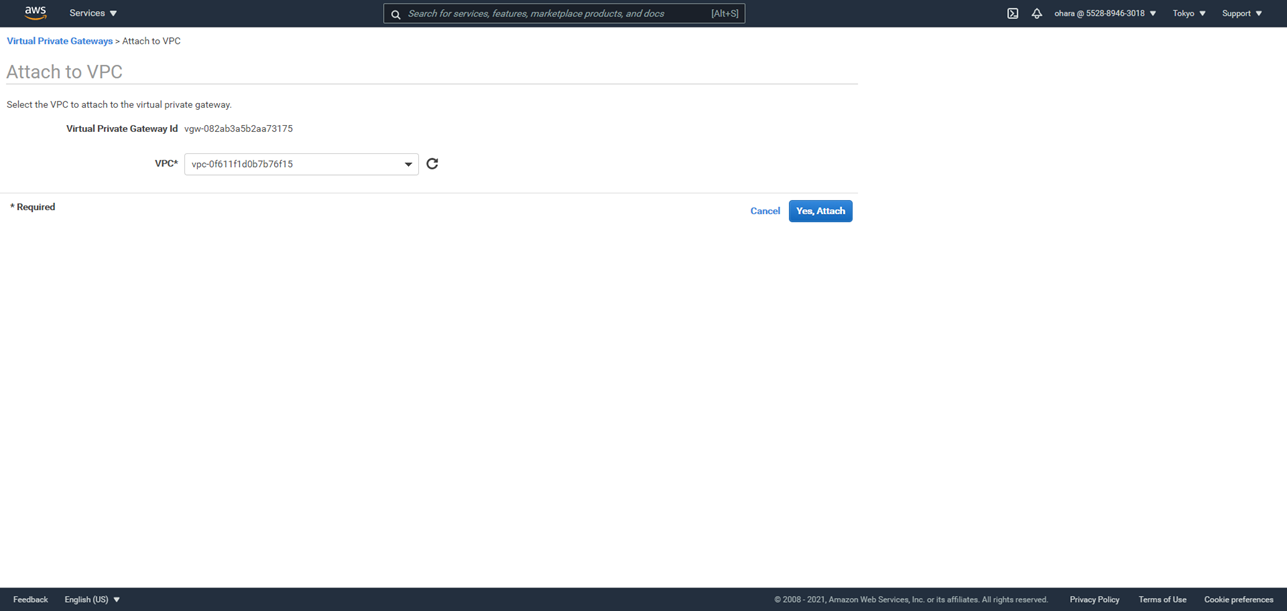 aws Services Search for services, features, marketplace products, and docs [Alt+S] ohara @ 5528-8946-3018 Tokyo Support
Virtual Private Gateways > Attach to VPC
Attach to VPC
Select the VPC to attach to the virtual private gateway.
Virtual Private Gateway Id vgw-082ab3a5b2aa73175
VPC* vpc-0f611f1d0b7b76f15
* Required Cancel Yes, Attach
Feedback English (US) © 2008 - 2021, Amazon Web Services, Inc. or its affiliates. All rights reserved. Privacy Policy Terms of Use Cookie preferences